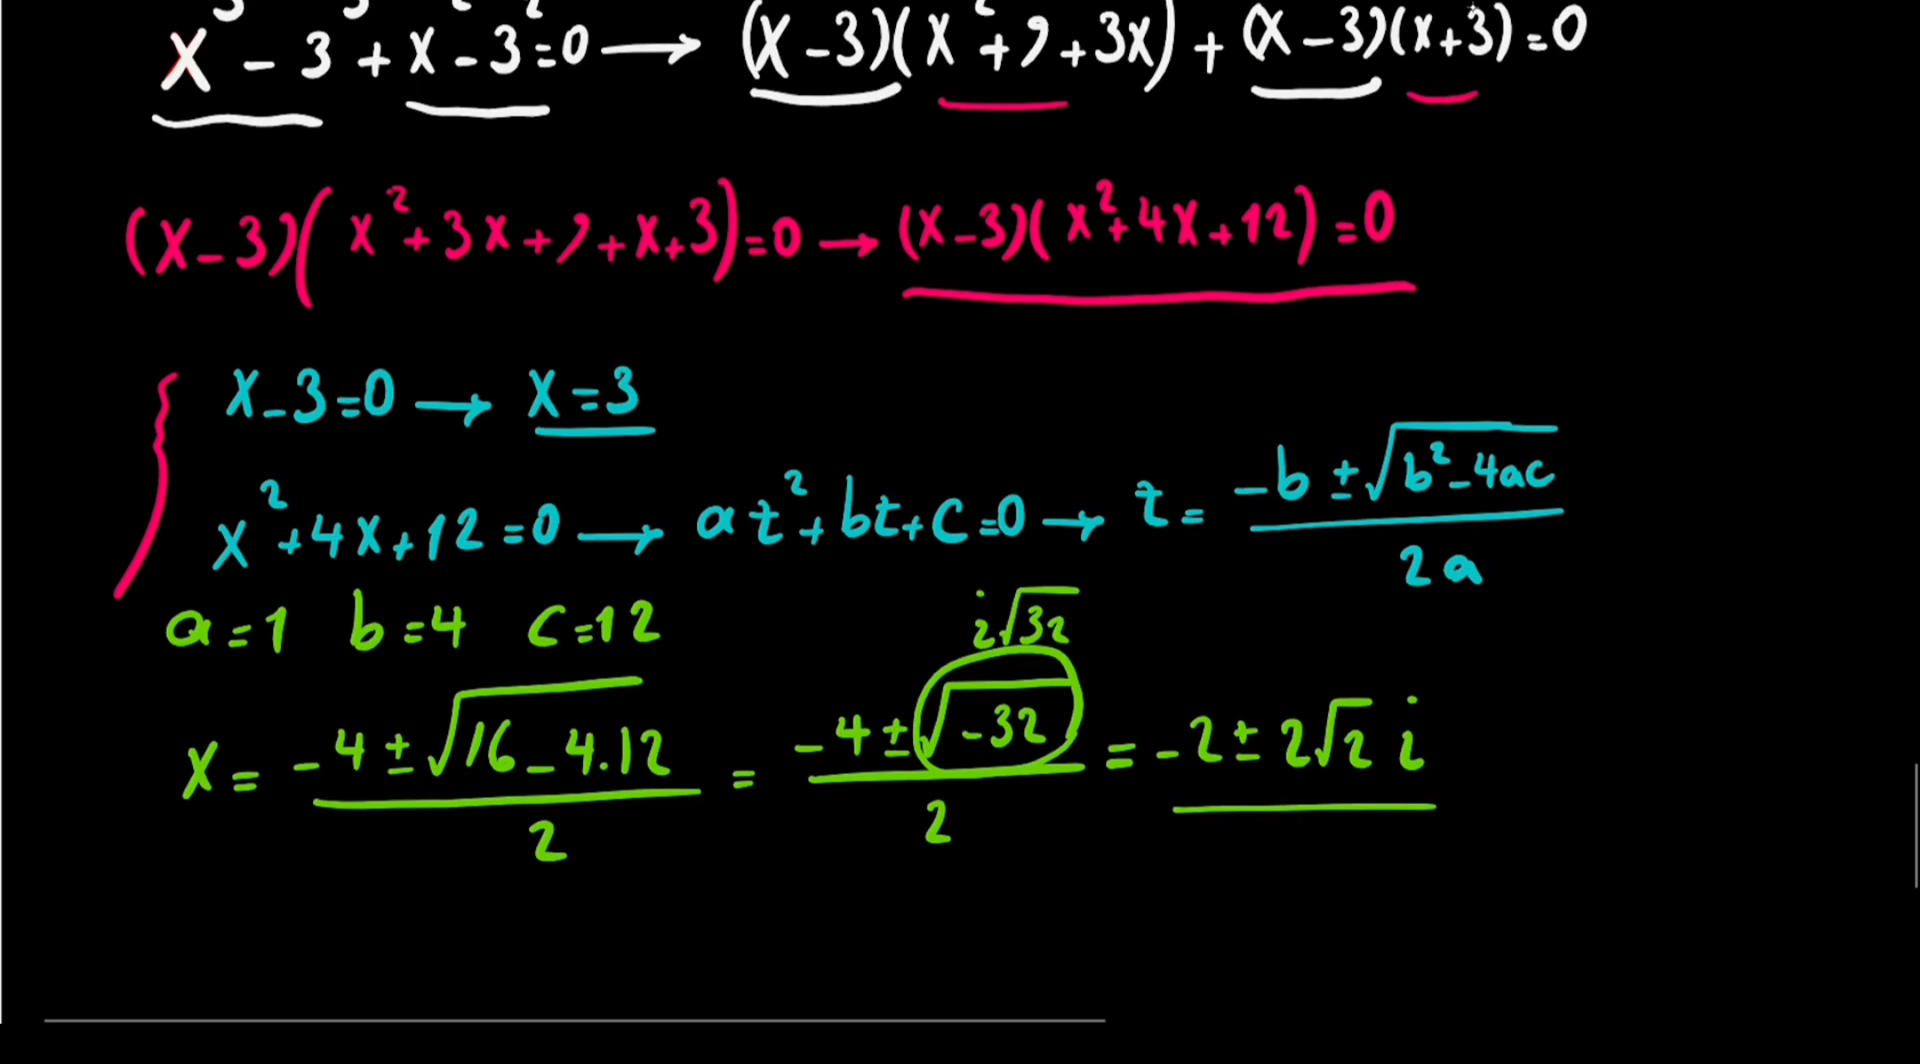 x³ - 3³ + x² - 3² = 0 → (x - 3)(x² + 9 + 3x) + (x - 3)(x + 3) = 0
(x - 3)(x² + 3x + 9 + x + 3) = 0 → (x - 3)(x² + 4x + 12) = 0
x - 3 = 0 → x = 3
x² + 4x + 12 = 0 → at² + bt + c = 0 → t = (-b ± √(b² - 4ac)) / 2a
a = 1 b = 4 c = 12
i√32
x = (-4 ± √(16 - 4.12)) / 2 = (-4 ± √(-32)) / 2 = -2 ± 2√2 i